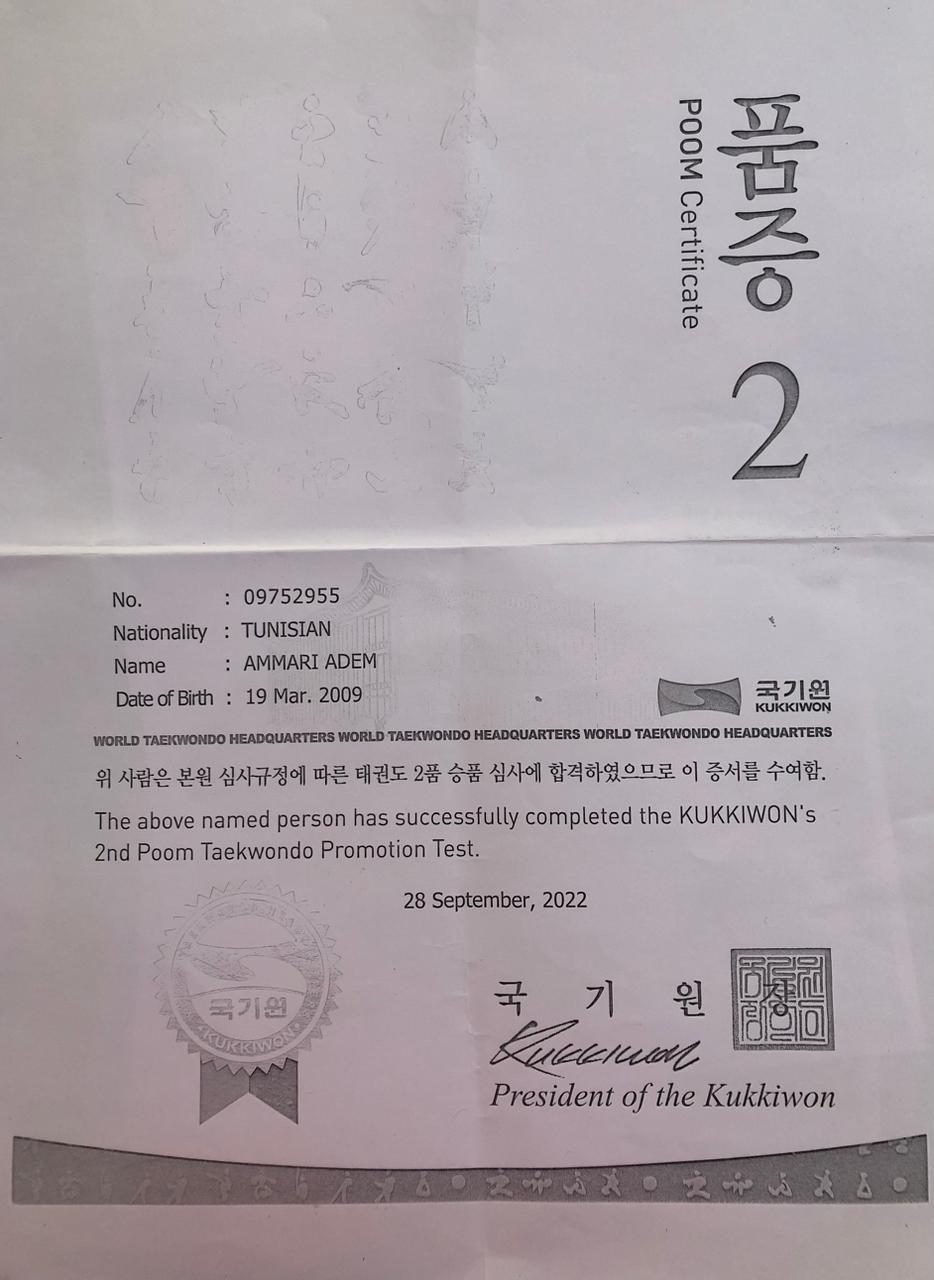 품증
POOM Certificate
2
No. : 09752955
Nationality : TUNISIAN
Name : AMMARI ADEM
Date of Birth : 19 Mar. 2009
국기원
KUKKIWON
WORLD TAEKWONDO HEADQUARTERS WORLD TAEKWONDO HEADQUARTERS WORLD TAEKWONDO HEADQUARTERS
위 사람은 본원 심사규정에 따른 태권도 2품 승품 심사에 합격하였으므로 이 증서를 수여함.
The above named person has successfully completed the KUKKIWON's
2nd Poom Taekwondo Promotion Test.
28 September, 2022
국기원
KUKKIWON
국 기 원 장
Kukkiwon
President of the Kukkiwon